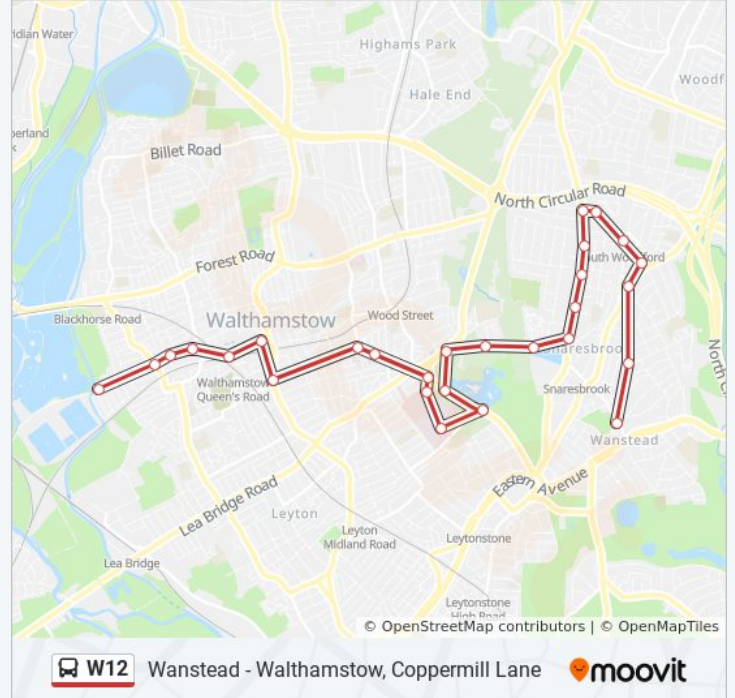 idian Water
Highams Park
Woodf
Hale End
berland
k
Billet Road
North Circular Road
Forest Road
uth Woodford
Blackhorse Road
Walthamstow
Wood Street
Snaresbrook
North C
Walthamstow
Queen's Road
Snaresbrook
Wanstead
Eastern Avenue
Lea Bridge Road
Leyton
Leyton
Midland Road
Leytonstone
Lea Bridge
Leytonstone
High Road
© OpenStreetMap contributors | © OpenMapTiles
W12
Wanstead - Walthamstow, Coppermill Lane
moovit